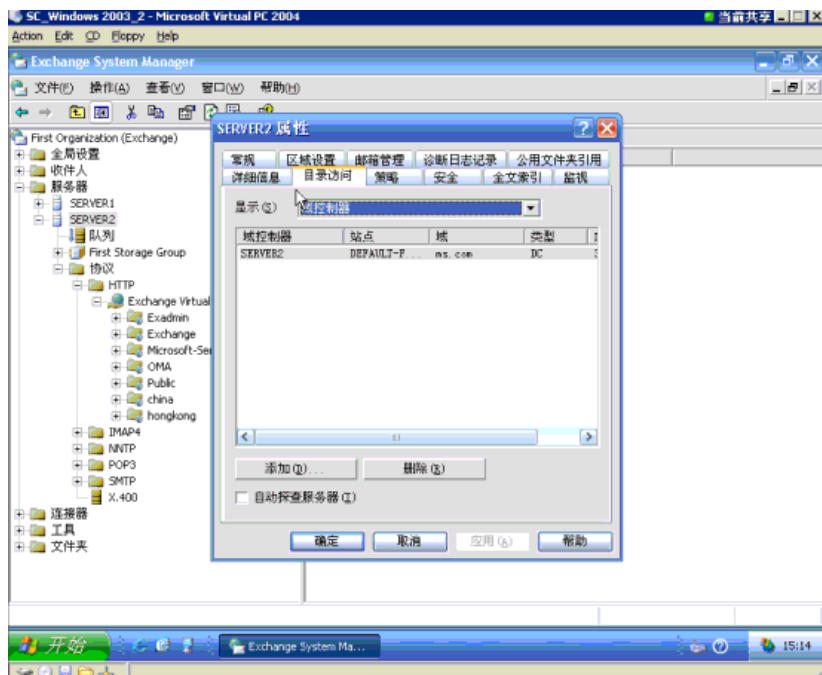 SC_Windows 2003_2 - Microsoft Virtual PC 2004
当前共享
Action Edit CD Floppy Help
Exchange System Manager
文件(F) 操作(A) 查看(V) 窗口(W) 帮助(H)
First Organization (Exchange)
全局设置
收件人
服务器
SERVER1
SERVER2
队列
First Storage Group
协议
HTTP
Exchange Virtual
Exadmin
Exchange
Microsoft-Ser
OMA
Public
china
hongkong
IMAP4
NNTP
POP3
SMTP
X.400
连接器
工具
文件夹
SERVER2 属性
常规 区域设置 邮箱管理 诊断日志记录 公用文件夹引用
详细信息 目录访问 策略 安全 全文索引 监视
显示(S) 域控制器
域控制器 站点 域 类型
SERVER2 DEFAULT-F... ms.com DC
添加(D)... 删除(R)
自动探查服务器(I)
确定 取消 应用(A) 帮助
开始 Exchange System Ma... 15:14